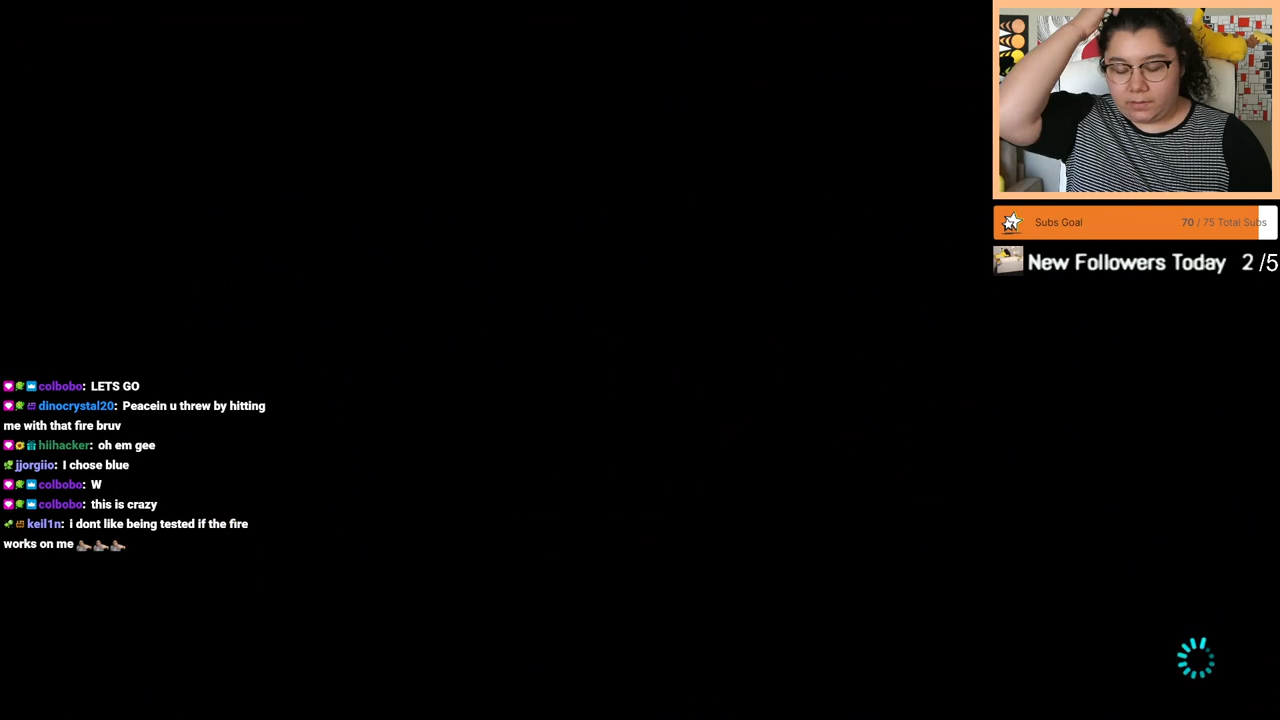 Subs Goal 70 / 75 Total Subs
New Followers Today 2 /5
colbobo: LETS GO
dinocrystal20: Peacein u threw by hitting
me with that fire bruv
hiihacker: oh em gee
jjorgiio: I chose blue
colbobo: W
colbobo: this is crazy
keil1n: i dont like being tested if the fire
works on me